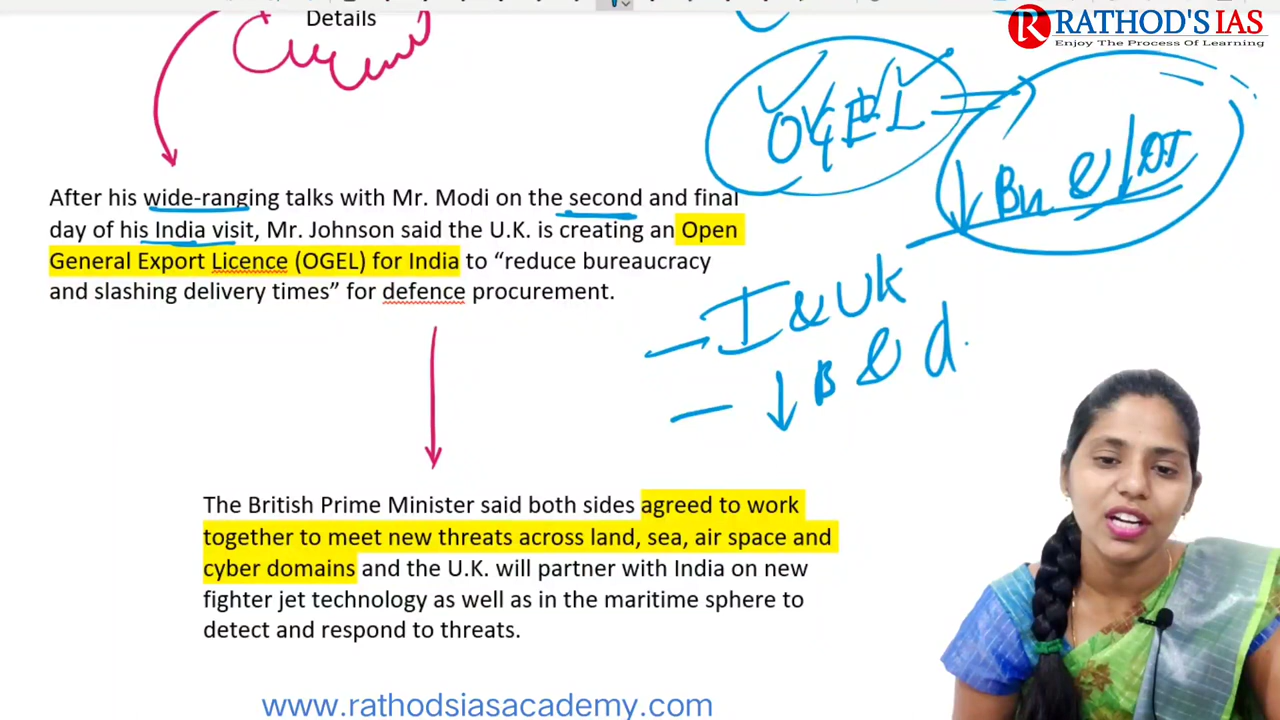 Details
RATHOD'S IAS
Enjoy The Process Of Learning
OGEL
↓ Bu & ↓ DT
After his wide-ranging talks with Mr. Modi on the second and final
day of his India visit, Mr. Johnson said the U.K. is creating an Open
General Export Licence (OGEL) for India to “reduce bureaucracy
and slashing delivery times” for defence procurement.
I & UK
↓ B & d.
The British Prime Minister said both sides agreed to work
together to meet new threats across land, sea, air space and
cyber domains and the U.K. will partner with India on new
fighter jet technology as well as in the maritime sphere to
detect and respond to threats.
www.rathodsiasacademy.com